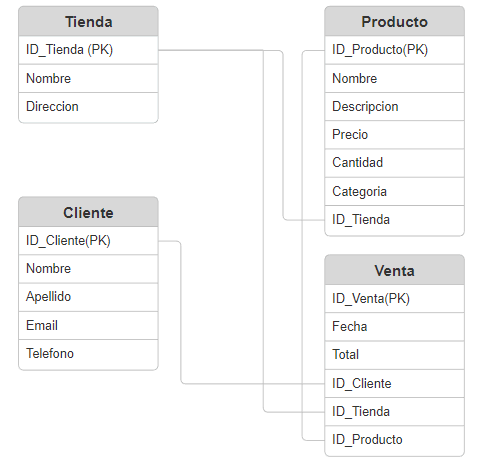 Tienda
ID_Tienda (PK)
Nombre
Direccion
Producto
ID_Producto(PK)
Nombre
Descripcion
Precio
Cantidad
Categoria
ID_Tienda
Cliente
ID_Cliente(PK)
Nombre
Apellido
Email
Telefono
Venta
ID_Venta(PK)
Fecha
Total
ID_Cliente
ID_Tienda
ID_Producto